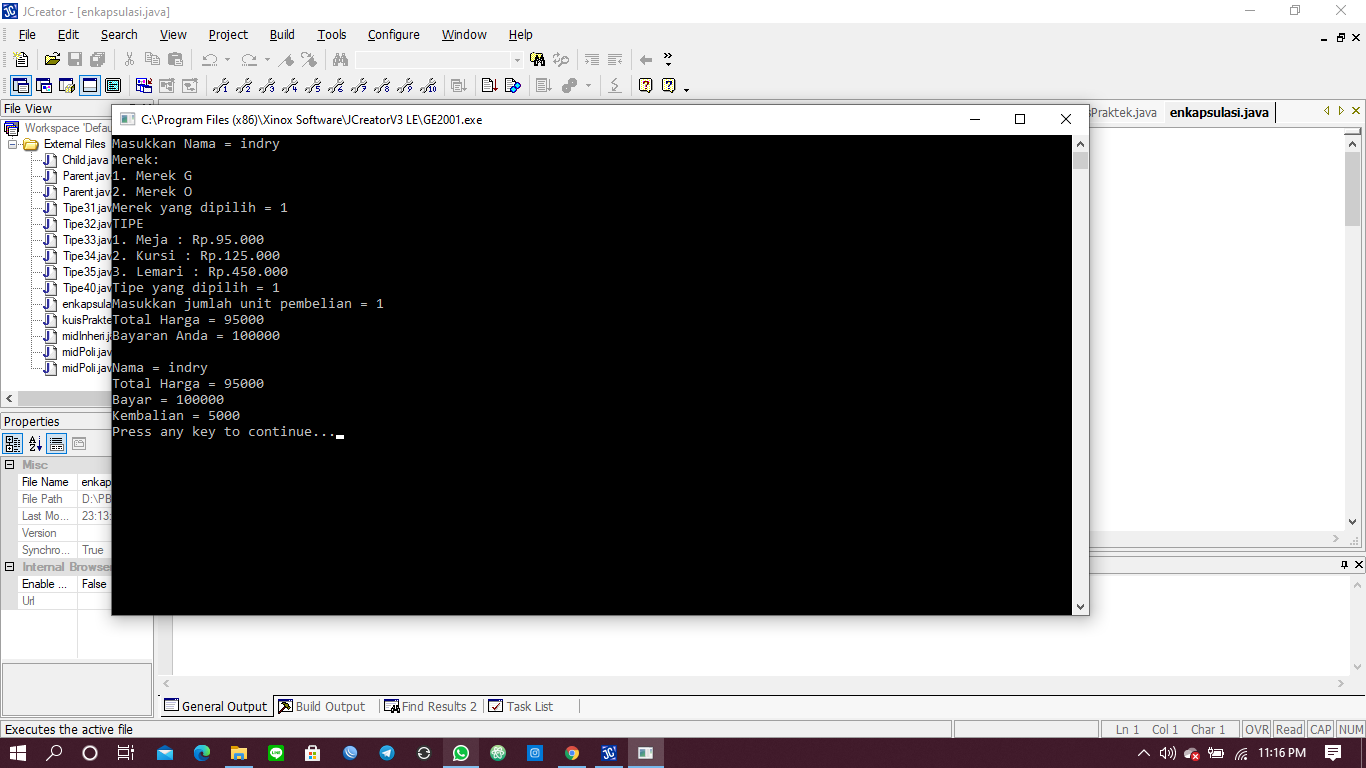 JCreator - [enkapsulasi.java]
File Edit Search View Project Build Tools Configure Window Help
File View
Praktek.java enkapsulasi.java
Workspace 'Defau
External Files
Child.java
Parent.java
Parent.java
Tipe31.java
Tipe32.jav
Tipe33.jav
Tipe34.jav
Tipe35.jav
Tipe40.jav
enkapsula
kuisPrakte
midInheri.ja
midPoli.jav
midPoli.jav
C:\Program Files (x86)\Xinox Software\JCreatorV3 LE\GE2001.exe
Masukkan Nama = indry
Merek:
1. Merek G
2. Merek O
Merek yang dipilih = 1
TIPE
1. Meja : Rp.95.000
2. Kursi : Rp.125.000
3. Lemari : Rp.450.000
Tipe yang dipilih = 1
Masukkan jumlah unit pembelian = 1
Total Harga = 95000
Bayaran Anda = 100000
Nama = indry
Total Harga = 95000
Bayar = 100000
Kembalian = 5000
Press any key to continue...
Properties
Misc
File Name enkap
File Path D:\PB
Last Mo... 23:13:
Version
Synchro... True
Internal Browser
Enable ... False
Url
General Output Build Output Find Results 2 Task List
Executes the active file
Ln 1 Col 1 Char 1 OVR Read CAP NUM
11:16 PM